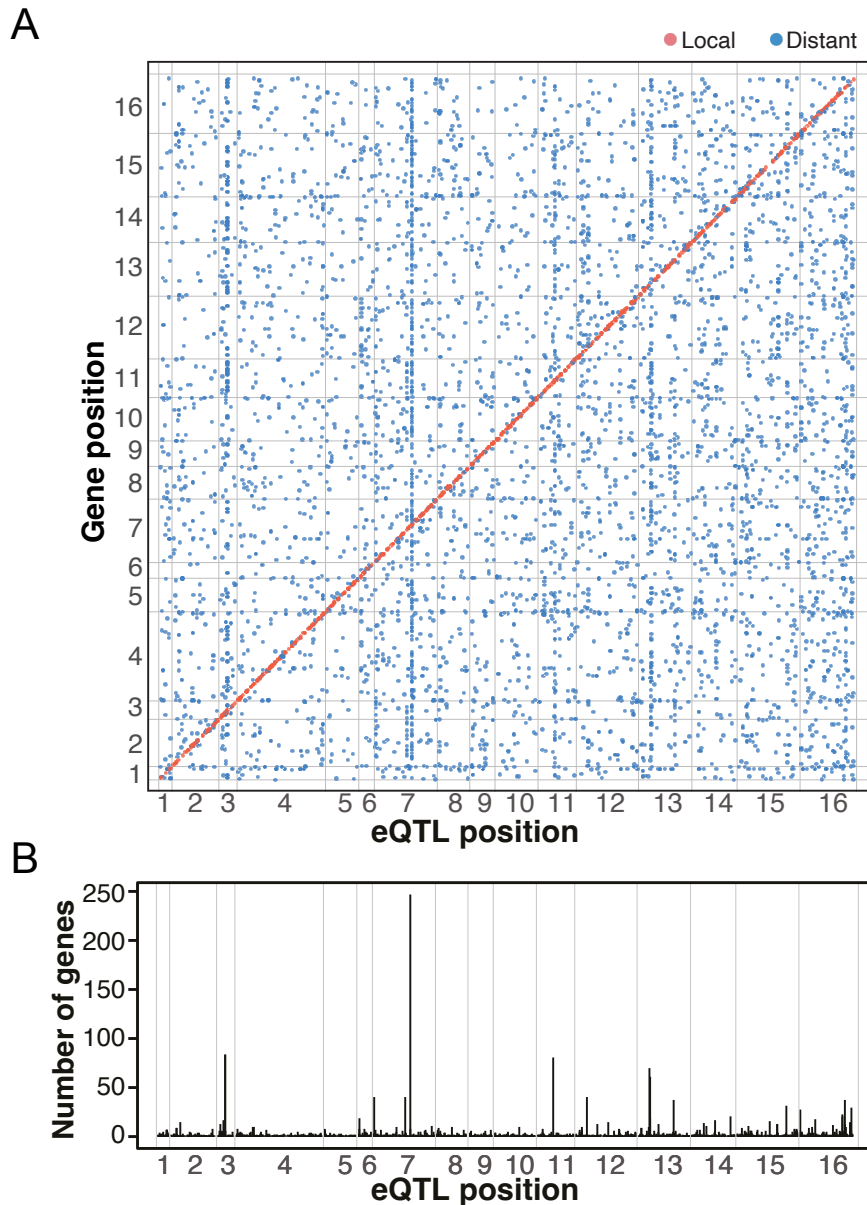 A
Local Distant
16
15
14
13
12
11
10
9
8
7
6
5
4
3
2
1
Gene position
1 2 3 4 5 6 7 8 9 10 11 12 13 14 15 16
eQTL position
B
250
200
150
100
50
0
Number of genes
1 2 3 4 5 6 7 8 9 10 11 12 13 14 15 16
eQTL position